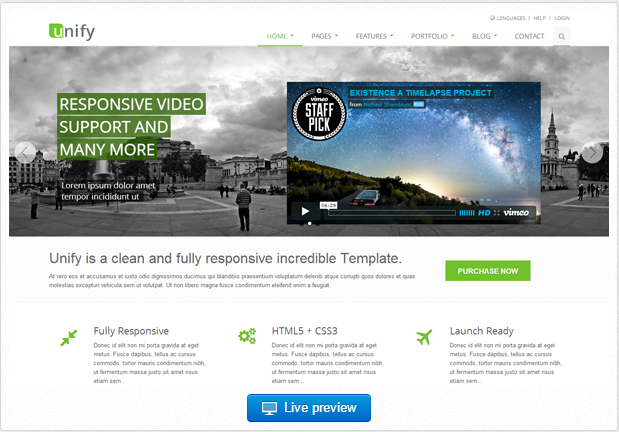 LENGUAGES | HELP | LOGIN
unify
HOME PAGES FEATURES PORTFOLIO BLOG CONTACT
RESPONSIVE VIDEO
SUPPORT AND
MANY MORE
Lorem ipsum dolor amet
tempor incididunt ut
vimeo
STAFF
PICK
EXISTENCE A TIMELAPSE PROJECT
from Michael Shainblum
04:29
HD vimeo
Unify is a clean and fully responsive incredible Template.
At vero eos et accusamus et iusto odio dignissimos ducimus qui blanditiis praesentium voluptatum deleniti atque corrupti quos dolores et quas
molestias excepturi vehicula sem ut volutpat. Ut non libero magna fusce condimentum eleifend enim a feugiat.
PURCHASE NOW
Fully Responsive
Donec id elit non mi porta gravida at eget
metus. Fusce dapibus, tellus ac cursus
commodo, tortor mauris condimentum nibh,
ut fermentum massa justo sit amet risus
etiam sem...
HTML5 + CSS3
Donec id elit non mi porta gravida at eget
metus. Fusce dapibus, tellus ac cursus
commodo, tortor mauris condimentum nibh,
ut fermentum massa justo sit amet risus
etiam sem...
Launch Ready
Donec id elit non mi porta gravida at eget
metus. Fusce dapibus, tellus ac cursus
commodo, tortor mauris condimentum nibh,
ut fermentum massa justo sit amet risus
etiam sem...
Live preview